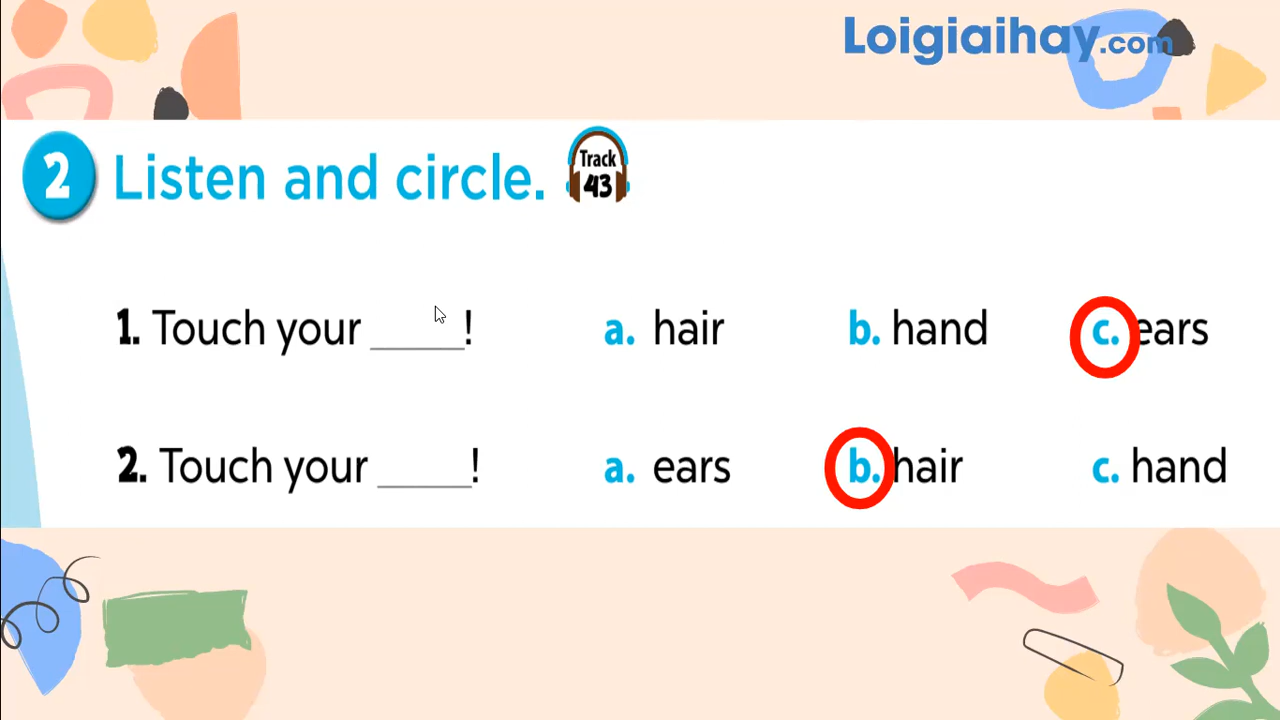 Loigiaihay.com
2 Listen and circle. Track 43
1. Touch your _____! a. hair b. hand c. ears
2. Touch your _____! a. ears b. hair c. hand